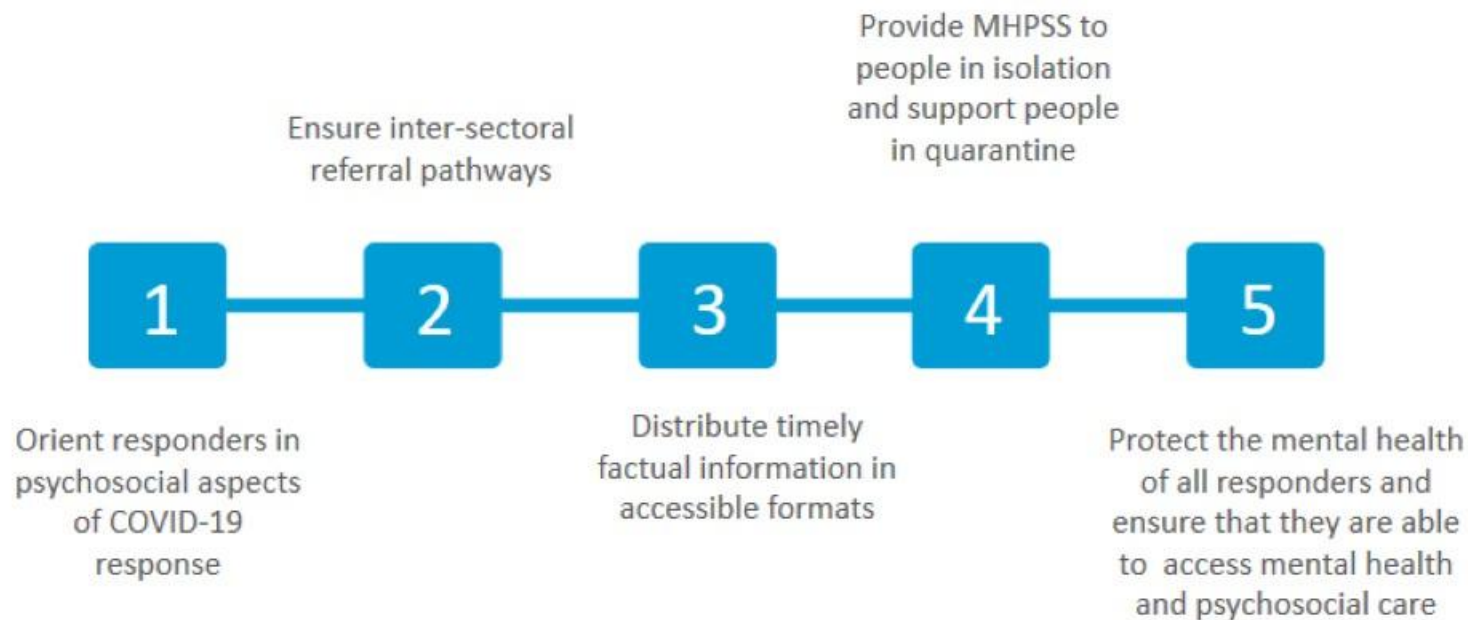 1
Orient responders in
psychosocial aspects
of COVID-19
response
2
Ensure inter-sectoral
referral pathways
3
Distribute timely
factual information in
accessible formats
4
Provide MHPSS to
people in isolation
and support people
in quarantine
5
Protect the mental health
of all responders and
ensure that they are able
to access mental health
and psychosocial care